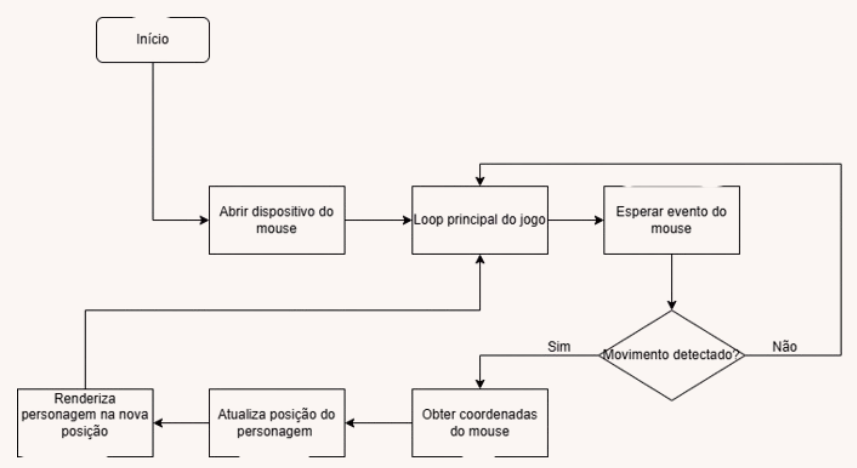 Início
Abrir dispositivo do
mouse
Loop principal do jogo
Esperar evento do
mouse
Movimento detectado?
Sim
Não
Obter coordenadas
do mouse
Atualiza posição do
personagem
Renderiza
personagem na nova
posição